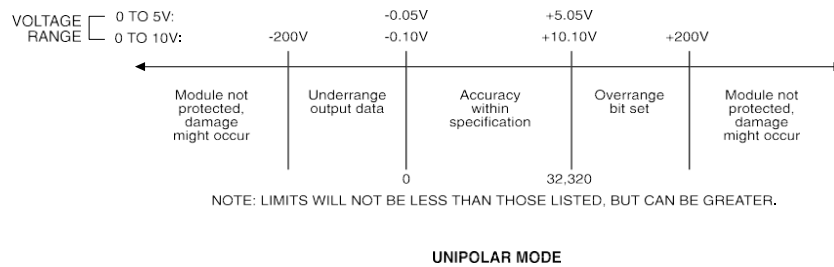 VOLTAGE RANGE
0 TO 5V: -0.05V +5.05V
0 TO 10V: -200V -0.10V +10.10V +200V
Module not protected, damage might occur
Underrange output data
Accuracy within specification
Overrange bit set
Module not protected, damage might occur
0 32,320
NOTE: LIMITS WILL NOT BE LESS THAN THOSE LISTED, BUT CAN BE GREATER.
UNIPOLAR MODE